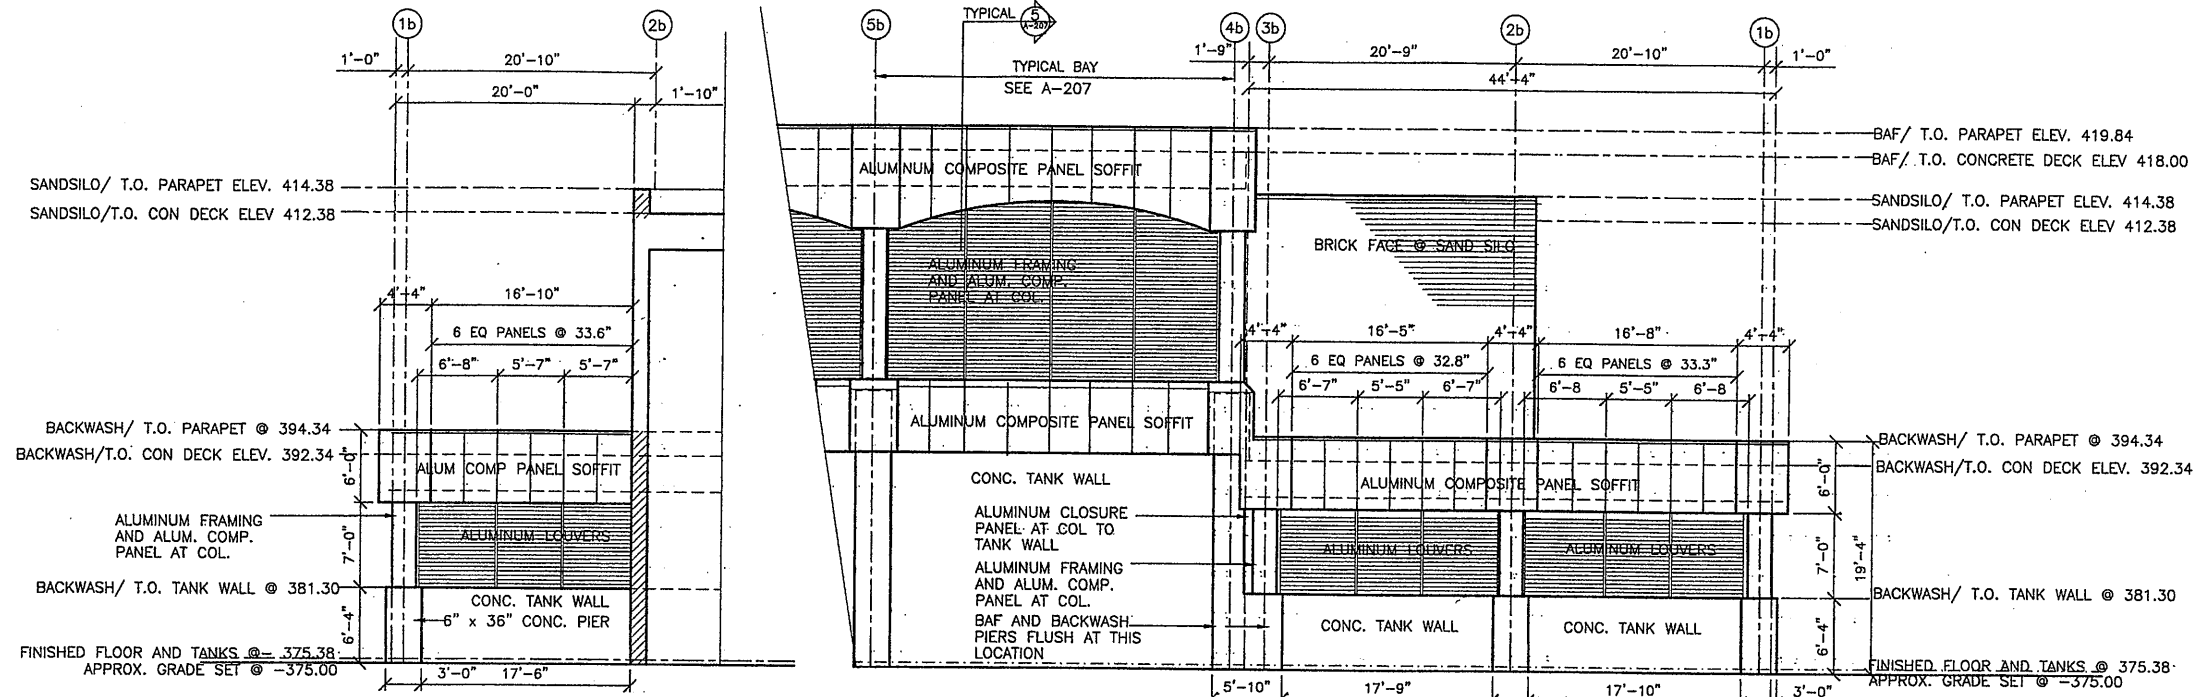 1b
2b
5b
TYPICAL
5
A-207
4b
3b
2b
1b
1'-0"
20'-10"
20'-0"
1'-10"
TYPICAL BAY
SEE A-207
1'-9"
20'-9"
20'-10"
1'-0"
44'-4"
SANDSILO/ T.O. PARAPET ELEV. 414.38
SANDSILO/T.O. CON DECK ELEV 412.38
ALUMINUM COMPOSITE PANEL SOFFIT
BAF/ T.O. PARAPET ELEV. 419.84
BAF/ T.O. CONCRETE DECK ELEV 418.00
SANDSILO/ T.O. PARAPET ELEV. 414.38
SANDSILO/T.O. CON DECK ELEV 412.38
BRICK FACE @ SAND SILO
ALUMINUM FRAMING
AND ALUM. COMP.
PANEL AT COL.
4'-4"
16'-10"
6 EQ PANELS @ 33.6"
6'-8"
5'-7"
5'-7"
4'-4"
16'-5"
4'-4"
16'-8"
4'-4"
6 EQ PANELS @ 32.8"
6 EQ PANELS @ 33.3"
6'-7"
5'-5"
6'-7"
6'-8
5'-5"
6'-8
BACKWASH/ T.O. PARAPET @ 394.34
BACKWASH/T.O. CON DECK ELEV. 392.34
6'-0"
ALUM COMP PANEL SOFFIT
ALUMINUM FRAMING
AND ALUM. COMP.
PANEL AT COL.
7'-0"
ALUMINUM LOUVERS
BACKWASH/ T.O. TANK WALL @ 381.30
CONC. TANK WALL
6" x 36" CONC. PIER
6'-4"
FINISHED FLOOR AND TANKS @- 375.38
APPROX. GRADE SET @ -375.00
3'-0"
17'-6"
ALUMINUM COMPOSITE PANEL SOFFIT
CONC. TANK WALL
ALUMINUM CLOSURE
PANEL AT COL TO
TANK WALL
ALUMINUM FRAMING
AND ALUM. COMP.
PANEL AT COL.
BAF AND BACKWASH
PIERS FLUSH AT THIS
LOCATION
ALUMINUM COMPOSITE PANEL SOFFIT
ALUMINUM LOUVERS
ALUMINUM LOUVERS
CONC. TANK WALL
CONC. TANK WALL
BACKWASH/ T.O. PARAPET @ 394.34
BACKWASH/T.O. CON DECK ELEV. 392.34
6'-0"
7'-0"
19'-4"
BACKWASH/ T.O. TANK WALL @ 381.30
6'-4"
FINISHED FLOOR AND TANKS @ 375.38
APPROX. GRADE SET @ -375.00
5'-10"
17'-9"
17'-10"
3'-0"